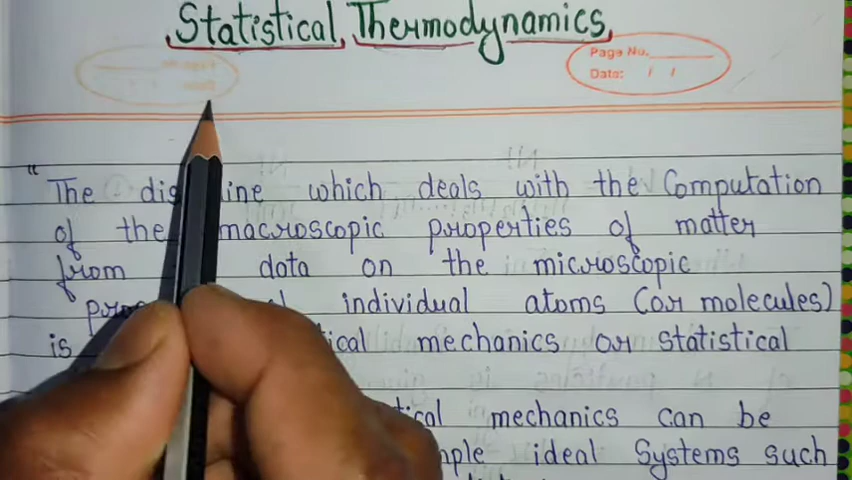 Statistical Thermodynamics
Page No.
Date: / /
" The which deals with the Computation
of the macroscopic properties of matter
from data on the microscopic
individual atoms (or molecules)
is mechanics or statistical
mechanics can be
ideal Systems such